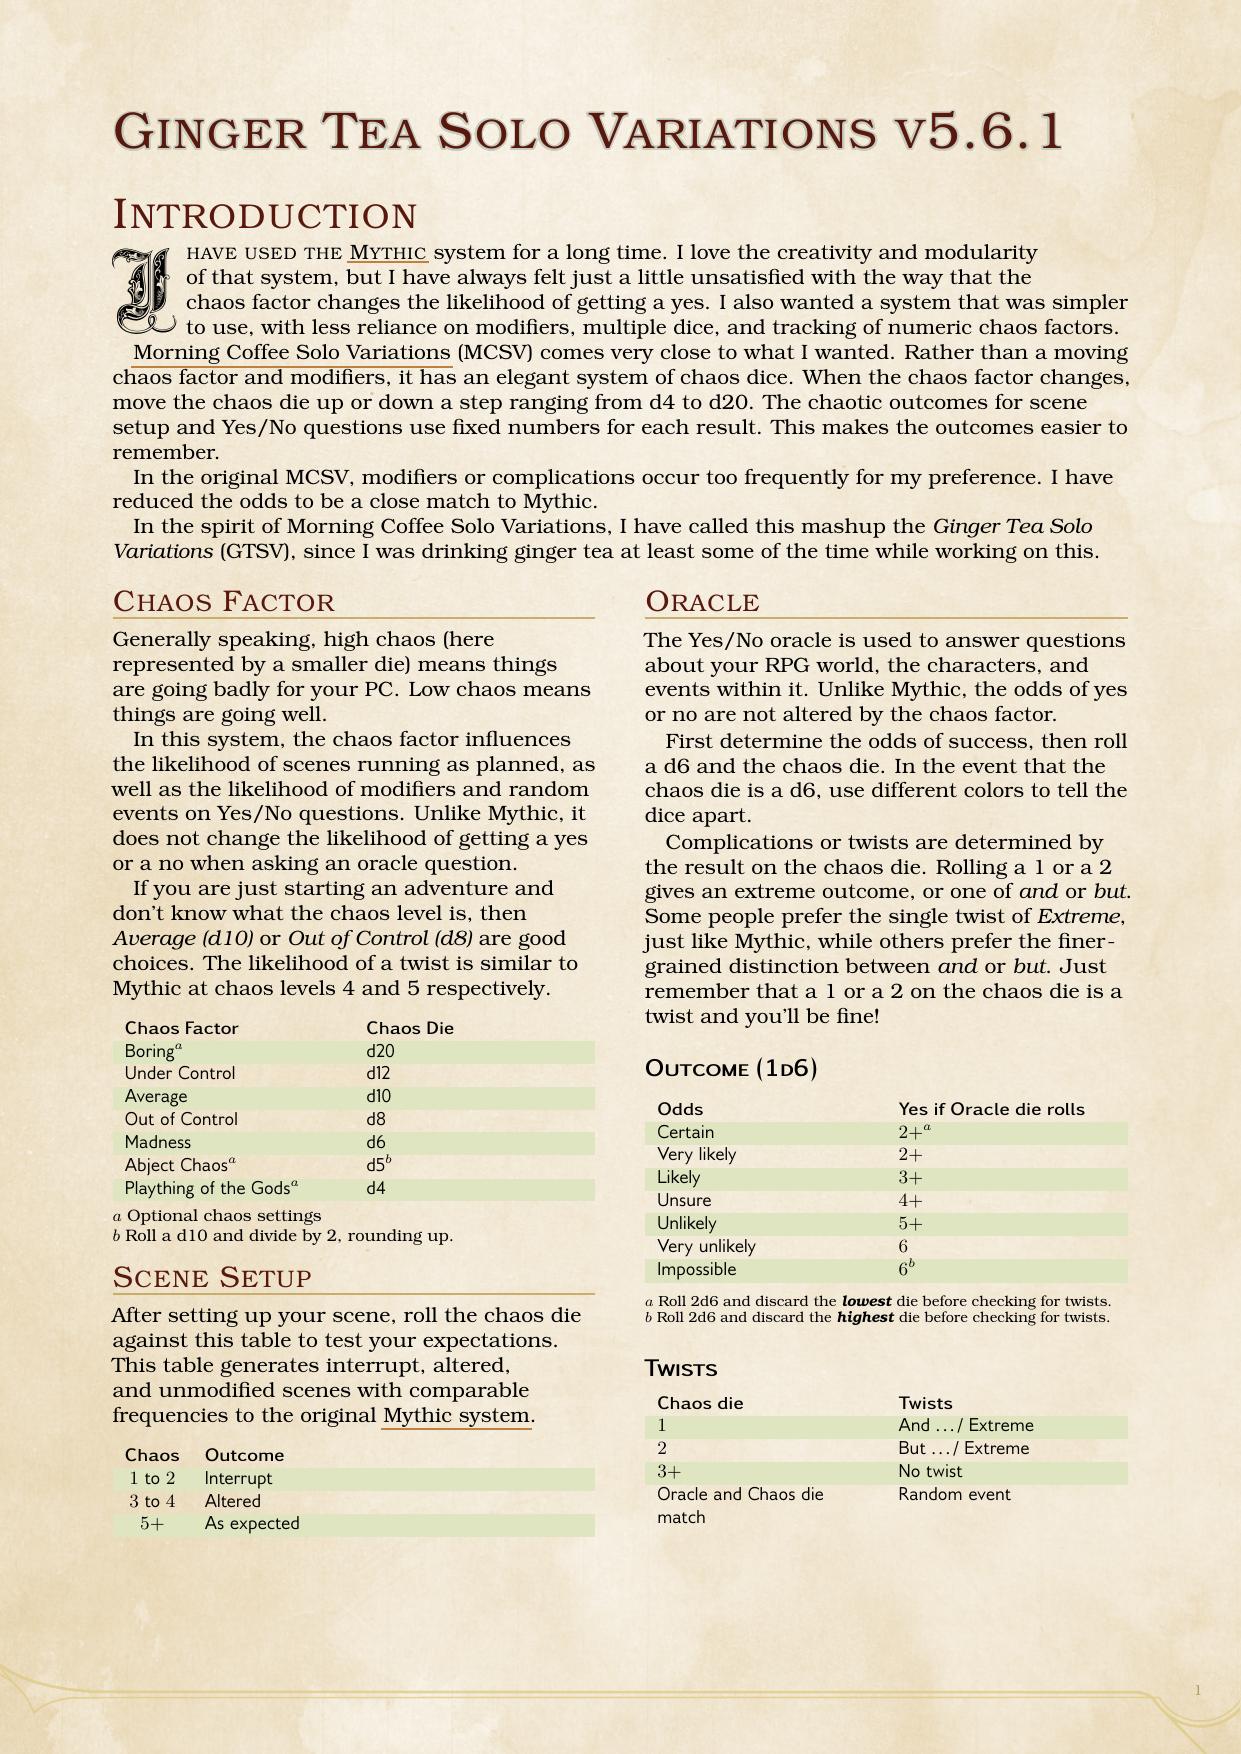 Ginger Tea Solo Variations v5.6.1
Introduction
I have used the Mythic system for a long time. I love the creativity and modularity
of that system, but I have always felt just a little unsatisfied with the way that the
chaos factor changes the likelihood of getting a yes. I also wanted a system that was simpler
to use, with less reliance on modifiers, multiple dice, and tracking of numeric chaos factors.
Morning Coffee Solo Variations (MCSV) comes very close to what I wanted. Rather than a moving
chaos factor and modifiers, it has an elegant system of chaos dice. When the chaos factor changes,
move the chaos die up or down a step ranging from d4 to d20. The chaotic outcomes for scene
setup and Yes/No questions use fixed numbers for each result. This makes the outcomes easier to
remember.
In the original MCSV, modifiers or complications occur too frequently for my preference. I have
reduced the odds to be a close match to Mythic.
In the spirit of Morning Coffee Solo Variations, I have called this mashup the Ginger Tea Solo
Variations (GTSV), since I was drinking ginger tea at least some of the time while working on this.
Chaos Factor
Generally speaking, high chaos (here
represented by a smaller die) means things
are going badly for your PC. Low chaos means
things are going well.
In this system, the chaos factor influences
the likelihood of scenes running as planned, as
well as the likelihood of modifiers and random
events on Yes/No questions. Unlike Mythic, it
does not change the likelihood of getting a yes
or a no when asking an oracle question.
If you are just starting an adventure and
don't know what the chaos level is, then
Average (d10) or Out of Control (d8) are good
choices. The likelihood of a twist is similar to
Mythic at chaos levels 4 and 5 respectively.
Chaos Factor Chaos Die
Boring^a d20
Under Control d12
Average d10
Out of Control d8
Madness d6
Abject Chaos^a d5^b
Plaything of the Gods^a d4
a Optional chaos settings
b Roll a d10 and divide by 2, rounding up.
Scene Setup
After setting up your scene, roll the chaos die
against this table to test your expectations.
This table generates interrupt, altered,
and unmodified scenes with comparable
frequencies to the original Mythic system.
Chaos Outcome
1 to 2 Interrupt
3 to 4 Altered
5+ As expected
Oracle
The Yes/No oracle is used to answer questions
about your RPG world, the characters, and
events within it. Unlike Mythic, the odds of yes
or no are not altered by the chaos factor.
First determine the odds of success, then roll
a d6 and the chaos die. In the event that the
chaos die is a d6, use different colors to tell the
dice apart.
Complications or twists are determined by
the result on the chaos die. Rolling a 1 or a 2
gives an extreme outcome, or one of and or but.
Some people prefer the single twist of Extreme,
just like Mythic, while others prefer the finer-
grained distinction between and or but. Just
remember that a 1 or a 2 on the chaos die is a
twist and you'll be fine!
Outcome (1d6)
Odds Yes if Oracle die rolls
Certain 2+^a
Very likely 2+
Likely 3+
Unsure 4+
Unlikely 5+
Very unlikely 6
Impossible 6^b
a Roll 2d6 and discard the lowest die before checking for twists.
b Roll 2d6 and discard the highest die before checking for twists.
Twists
Chaos die Twists
1 And .../ Extreme
2 But .../ Extreme
3+ No twist
Oracle and Chaos die Random event
match
1